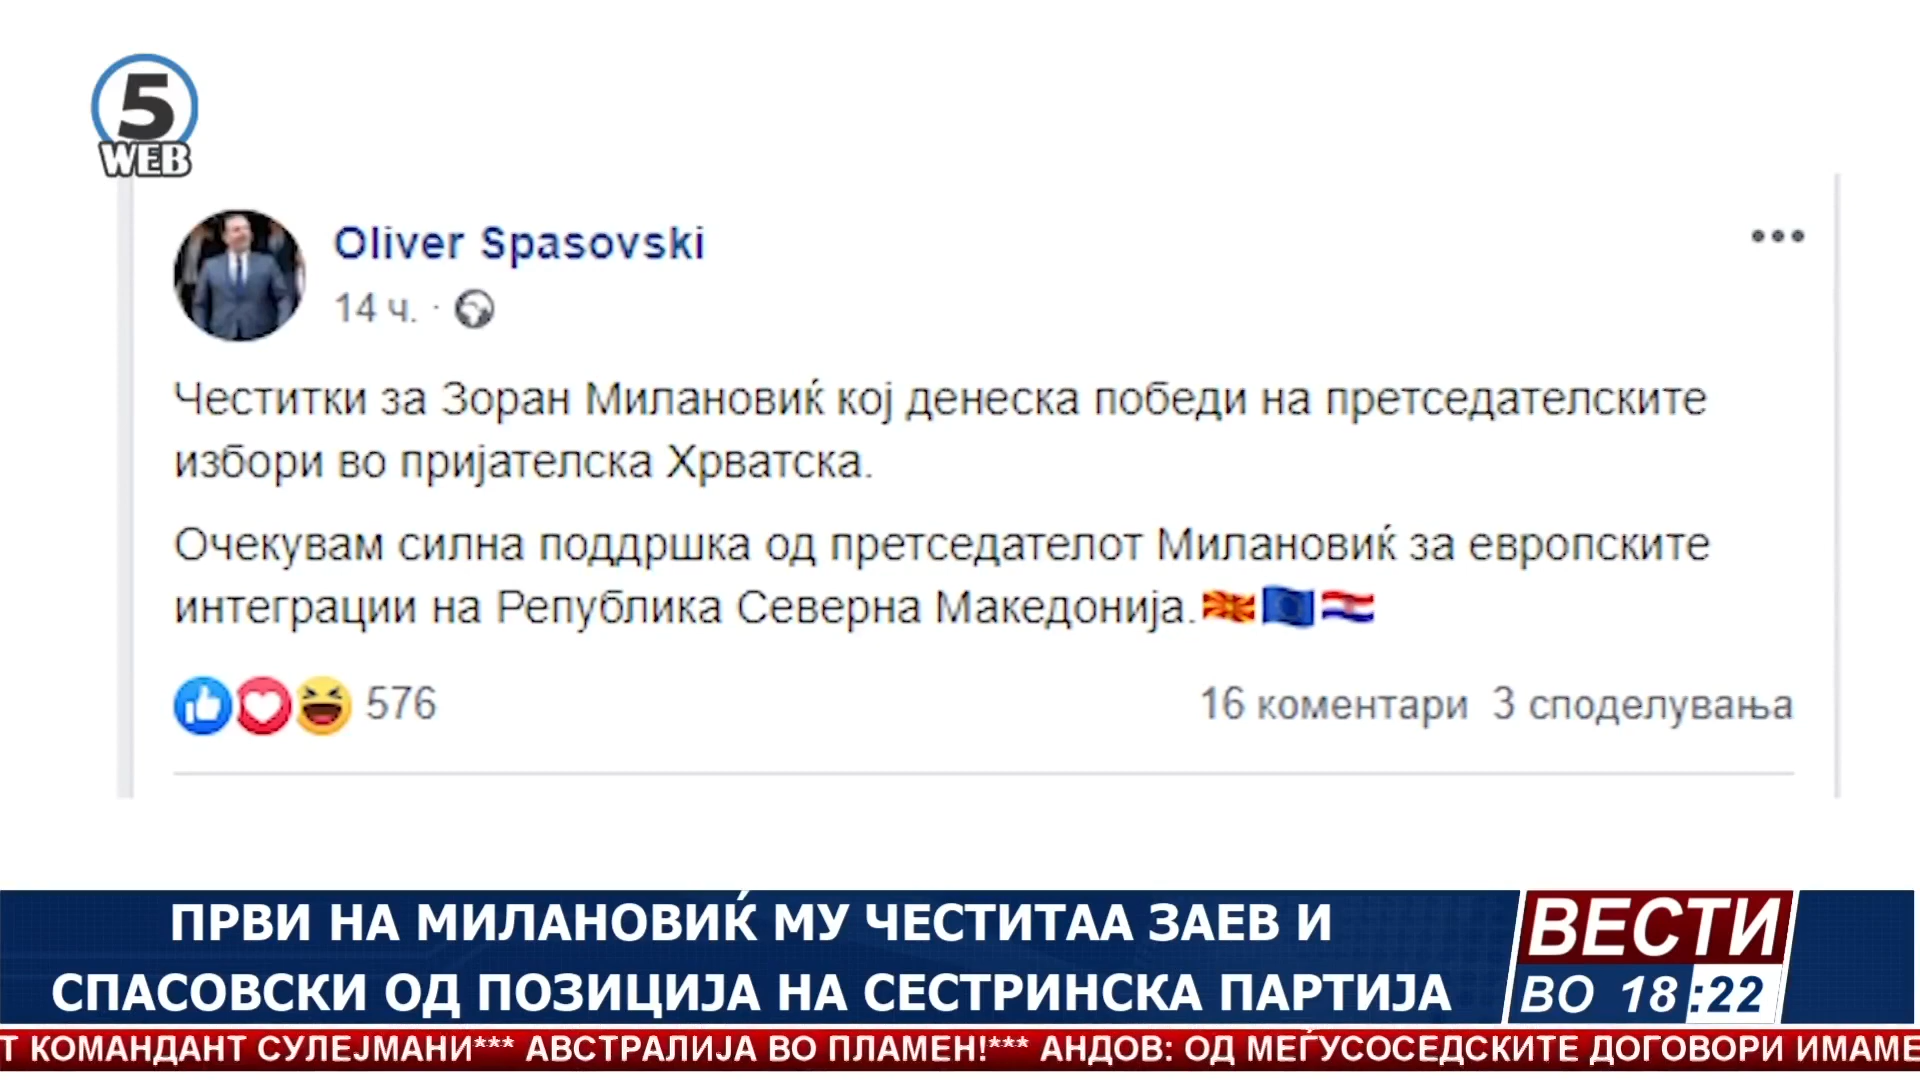 5
WEB
Oliver Spasovski
14 ч. ·
Честитки за Зоран Милановиќ кој денеска победи на претседателските
избори во пријателска Хрватска.
Очекувам силна поддршка од претседателот Милановиќ за европските
интеграции на Република Северна Македонија.
576
16 коментари 3 споделувања
ПРВИ НА МИЛАНОВИЌ МУ ЧЕСТИТАА ЗАЕВ И
СПАСОВСКИ ОД ПОЗИЦИЈА НА СЕСТРИНСКА ПАРТИЈА
ВЕСТИ
ВО 18:22
Т КОМАНДАНТ СУЛЕЈМАНИ*** АВСТРАЛИЈА ВО ПЛАМЕН!*** АНДОВ: ОД МЕЃУСОСЕДСКИТЕ ДОГОВОРИ ИМАМЕ